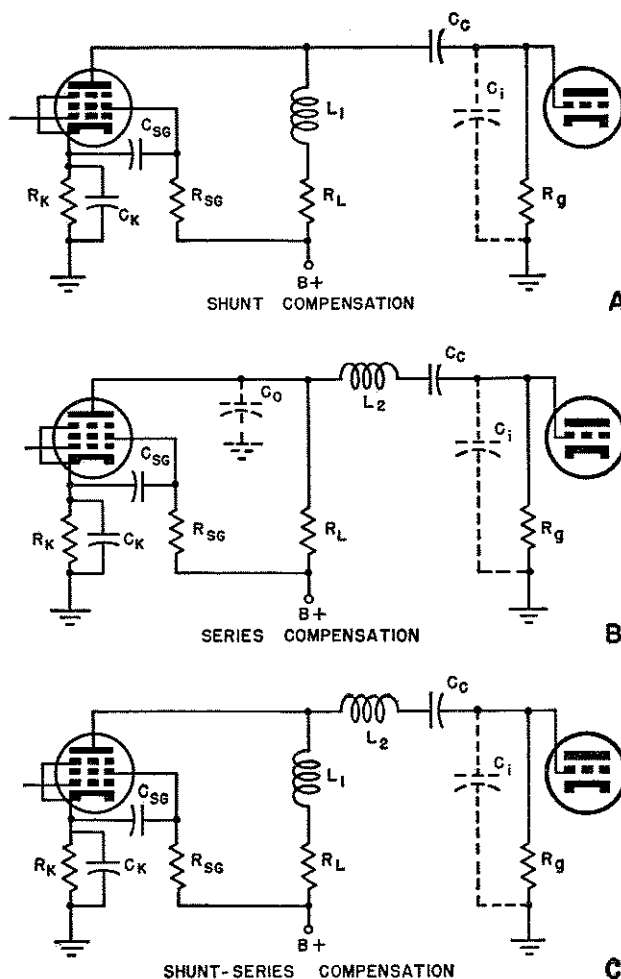 C_C
L_1
C_i
C_SG
R_K
C_K
R_SG
R_L
R_g
B+
SHUNT COMPENSATION
A
C_C
C_O
L_2
C_i
C_SG
R_K
C_K
R_SG
R_L
R_g
B+
SERIES COMPENSATION
B
C_C
L_2
L_1
C_i
C_SG
R_K
C_K
R_SG
R_L
R_g
B+
SHUNT-SERIES COMPENSATION
C